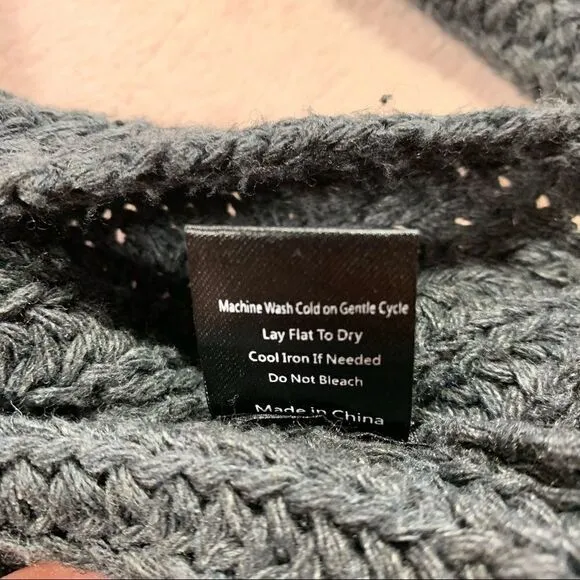 Machine Wash Cold on Gentle Cycle
Lay Flat To Dry
Cool Iron If Needed
Do Not Bleach
Made in China